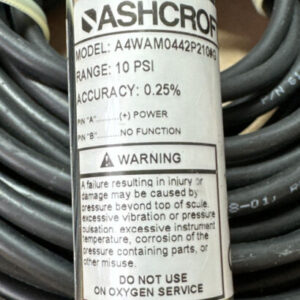 ASHCROF
MODEL: A4WAM0442P210#G
RANGE: 10 PSI
ACCURACY: 0.25%
PIN "A"........(+) POWER
PIN "B"........NO FUNCTION
WARNING
A failure resulting in injury or
damage may be caused by
pressure beyond top of scale,
excessive vibration or pressure
pulsation, excessive instrument
temperature, corrosion of the
pressure containing parts, or
other misuse.
DO NOT USE
ON OXYGEN SERVICE